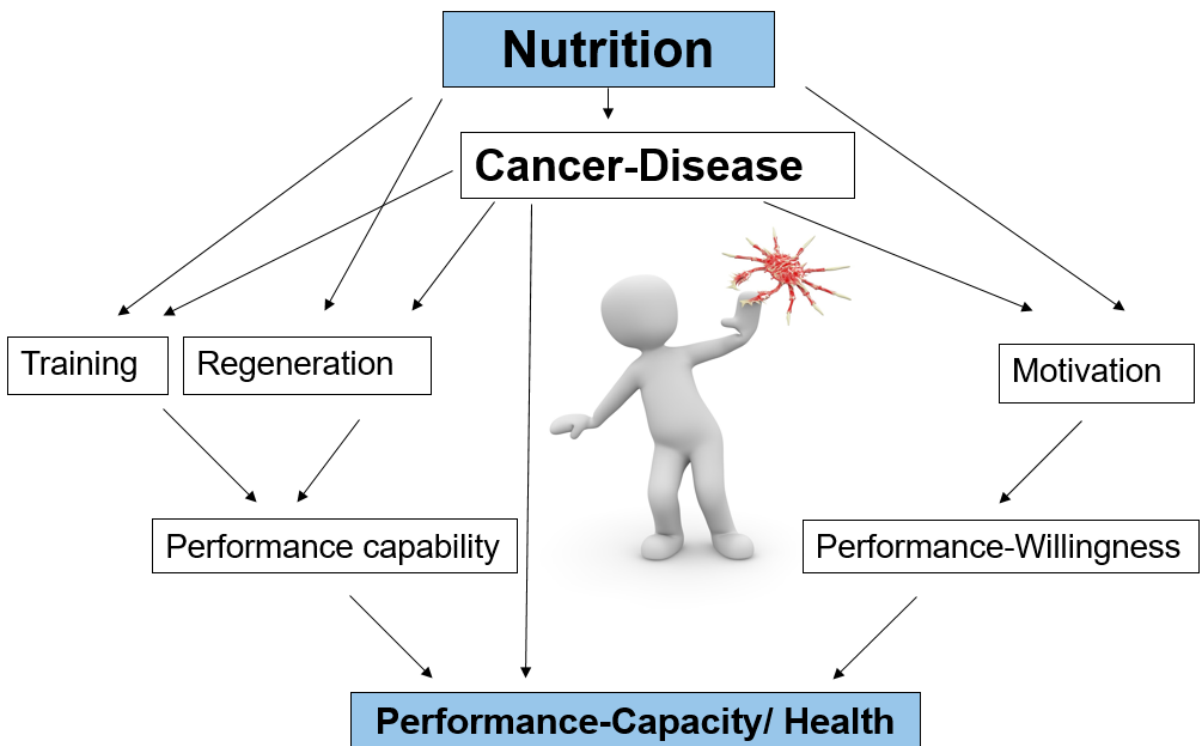 Nutrition
Cancer-Disease
Training
Regeneration
Motivation
Performance capability
Performance-Willingness
Performance-Capacity/ Health